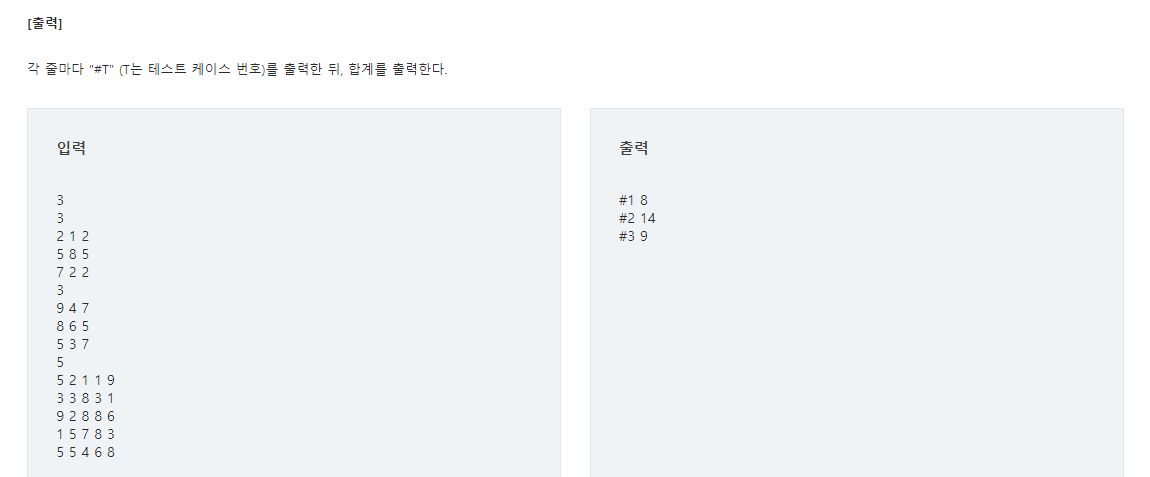 [출력]
각 줄마다 "#T" (T는 테스트 케이스 번호)를 출력한 뒤, 합계를 출력한다.
입력
3
3
2 1 2
5 8 5
7 2 2
3
9 4 7
8 6 5
5 3 7
5
5 2 1 1 9
3 3 8 3 1
9 2 8 8 6
1 5 7 8 3
5 5 4 6 8
출력
#1 8
#2 14
#3 9